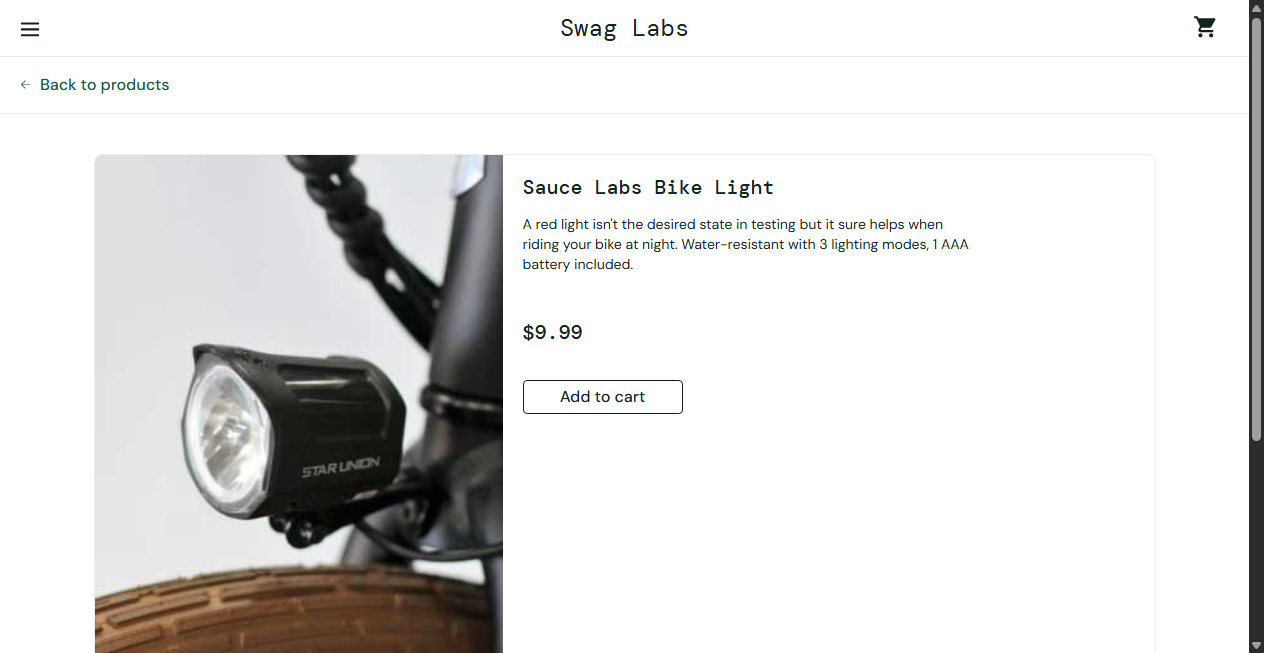 Swag Labs
← Back to products
Sauce Labs Bike Light
A red light isn't the desired state in testing but it sure helps when
riding your bike at night. Water-resistant with 3 lighting modes, 1 AAA
battery included.
$9.99
Add to cart
STAR UNION